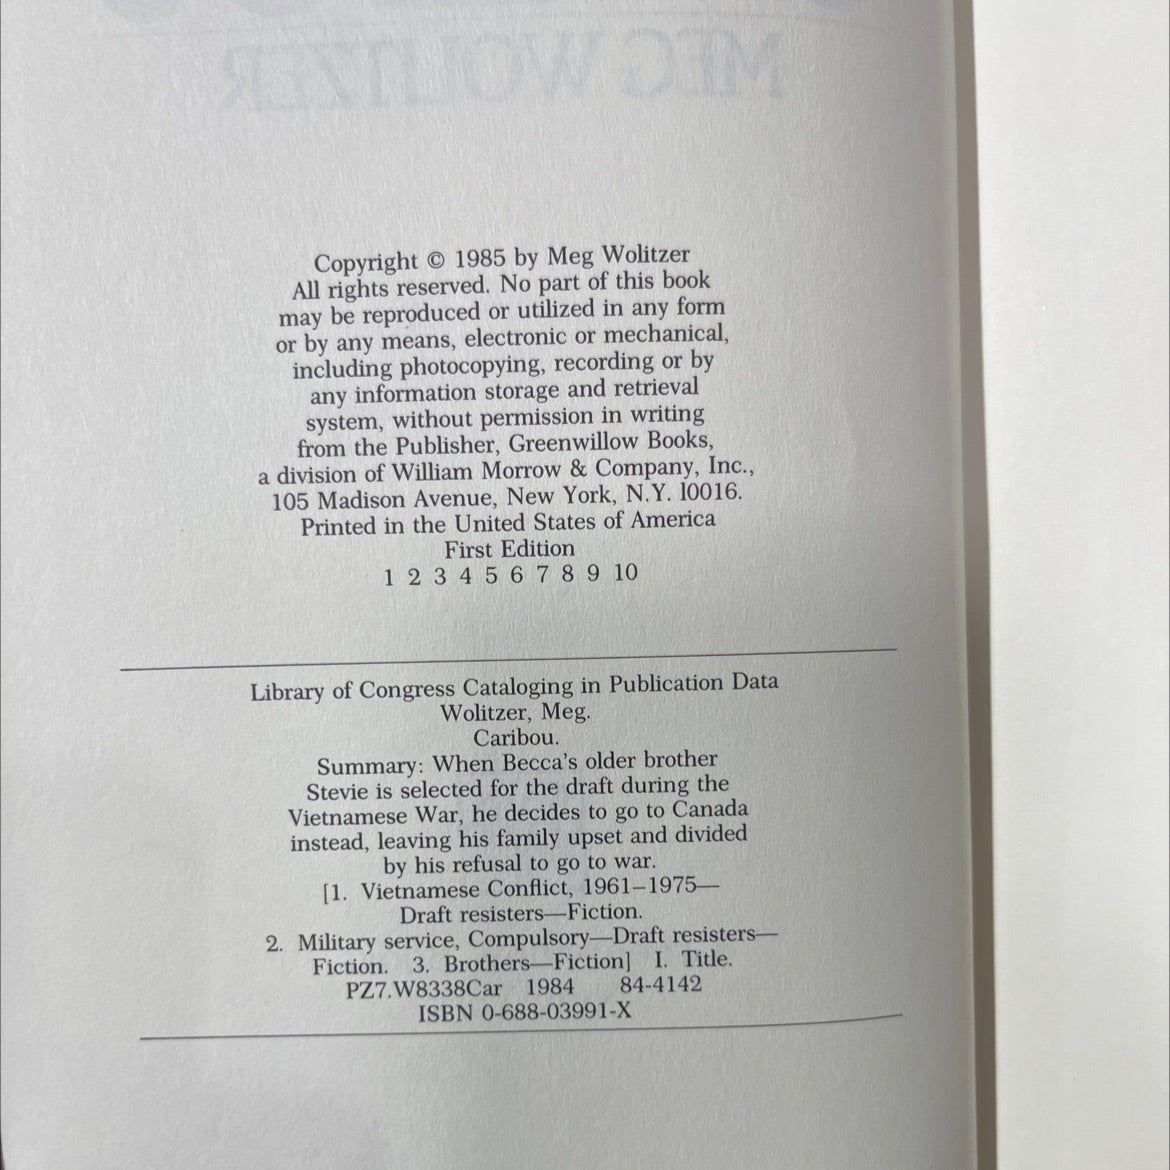 MEG WOLITZER
Copyright © 1985 by Meg Wolitzer
All rights reserved. No part of this book
may be reproduced or utilized in any form
or by any means, electronic or mechanical,
including photocopying, recording or by
any information storage and retrieval
system, without permission in writing
from the Publisher, Greenwillow Books,
a division of William Morrow & Company, Inc.,
105 Madison Avenue, New York, N.Y. 10016.
Printed in the United States of America
First Edition
1 2 3 4 5 6 7 8 9 10
Library of Congress Cataloging in Publication Data
Wolitzer, Meg.
Caribou.
Summary: When Becca's older brother
Stevie is selected for the draft during the
Vietnamese War, he decides to go to Canada
instead, leaving his family upset and divided
by his refusal to go to war.
[1. Vietnamese Conflict, 1961–1975—
Draft resisters—Fiction.
2. Military service, Compulsory—Draft resisters—
Fiction. 3. Brothers—Fiction] I. Title.
PZ7.W8338Car 1984 84-4142
ISBN 0-688-03991-X